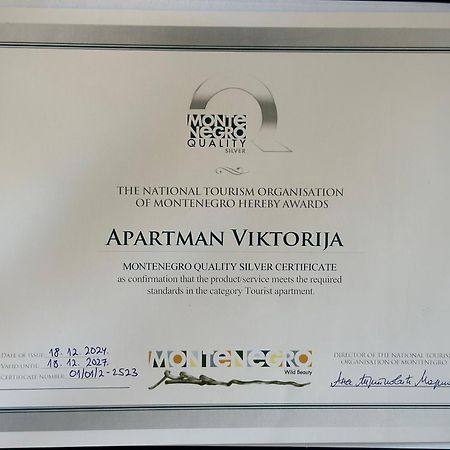 MONTE
NEGRO
QUALITY
SILVER
THE NATIONAL TOURISM ORGANISATION
OF MONTENEGRO HEREBY AWARDS
APARTMAN VIKTORIJA
MONTENEGRO QUALITY SILVER CERTIFICATE
as confirmation that the product/service meets the required
standards in the category Tourist apartment.
DATE OF ISSUE: 18. 12. 2024.
VALID UNTIL: 18. 12. 2027.
CERTIFICATE NUMBER: 01/01/2-2523
MONTENEGRO
Wild Beauty
DIRECTOR OF THE NATIONAL TOURISM
ORGANISATION OF MONTENEGRO